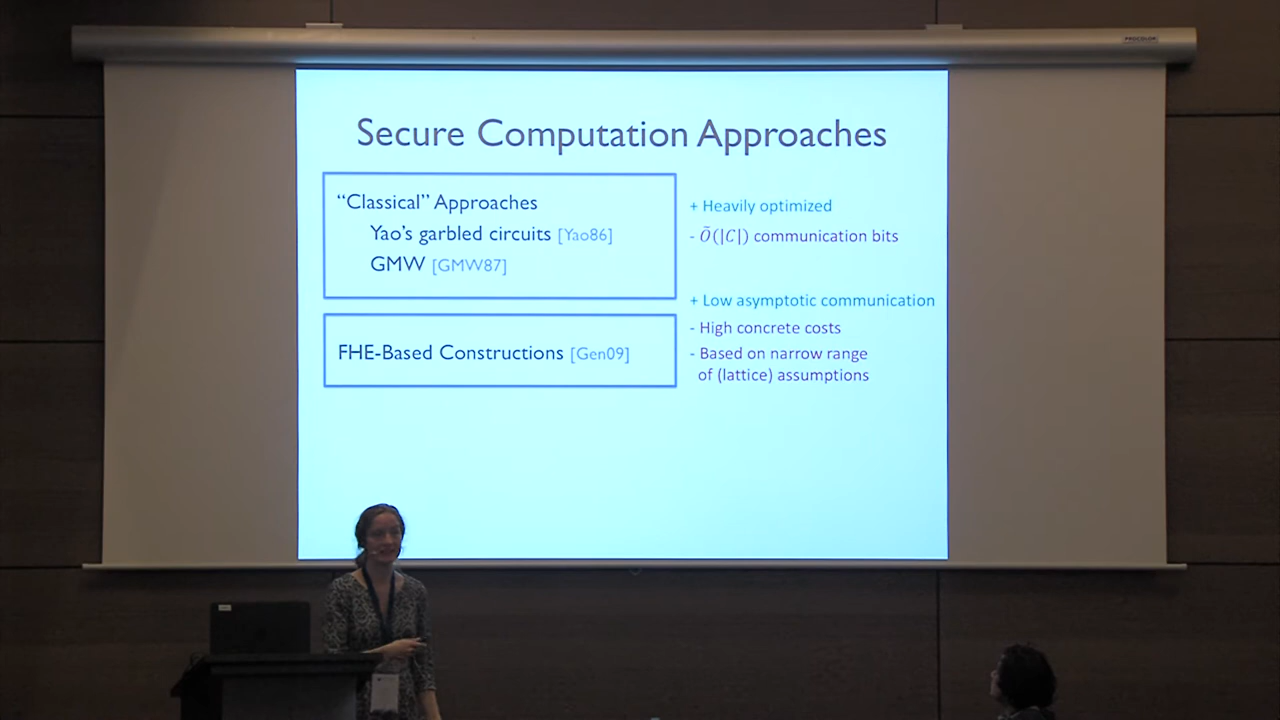 PROCOLOR
Secure Computation Approaches
“Classical” Approaches
Yao’s garbled circuits [Yao86]
GMW [GMW87]
+ Heavily optimized
- Õ(|C|) communication bits
FHE-Based Constructions [Gen09]
+ Low asymptotic communication
- High concrete costs
- Based on narrow range
of (lattice) assumptions